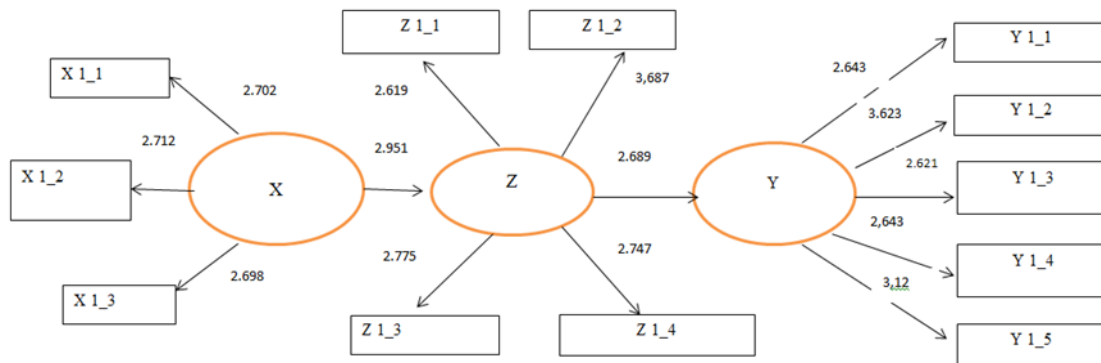 Z 1_1
Z 1_2
Y 1_1
X 1_1
2.643
2.702
2.619
3,687
3.623
Y 1_2
2.712
2.951
2.689
2.621
X 1_2
X
Z
Y
Y 1_3
2,643
2.775
2.747
X 1_3
2.698
3,12
Y 1_4
Z 1_3
Z 1_4
Y 1_5